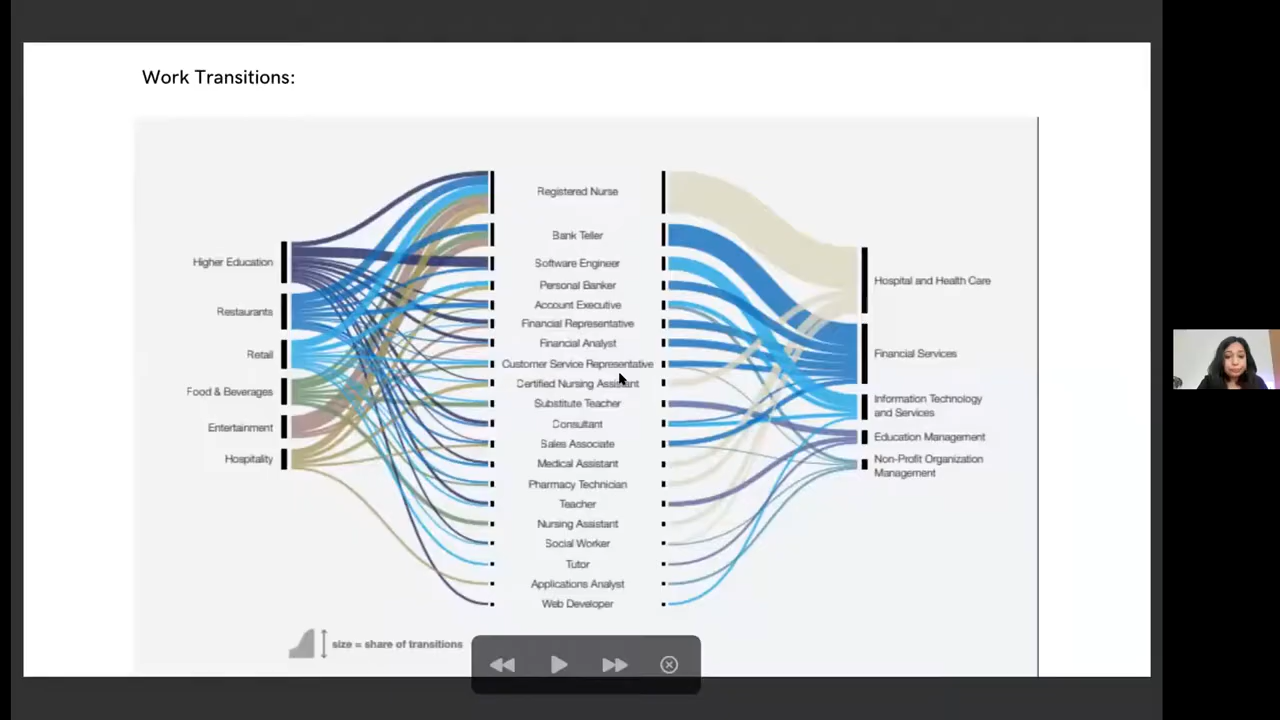 Work Transitions:
Higher Education
Restaurants
Retail
Food & Beverages
Entertainment
Hospitality
Registered Nurse
Bank Teller
Software Engineer
Personal Banker
Account Executive
Financial Representative
Financial Analyst
Customer Service Representative
Certified Nursing Assistant
Substitute Teacher
Consultant
Sales Associate
Medical Assistant
Pharmacy Technician
Teacher
Nursing Assistant
Social Worker
Tutor
Applications Analyst
Web Developer
Hospital and Health Care
Financial Services
Information Technology
and Services
Education Management
Non-Profit Organization
Management
size = share of transitions